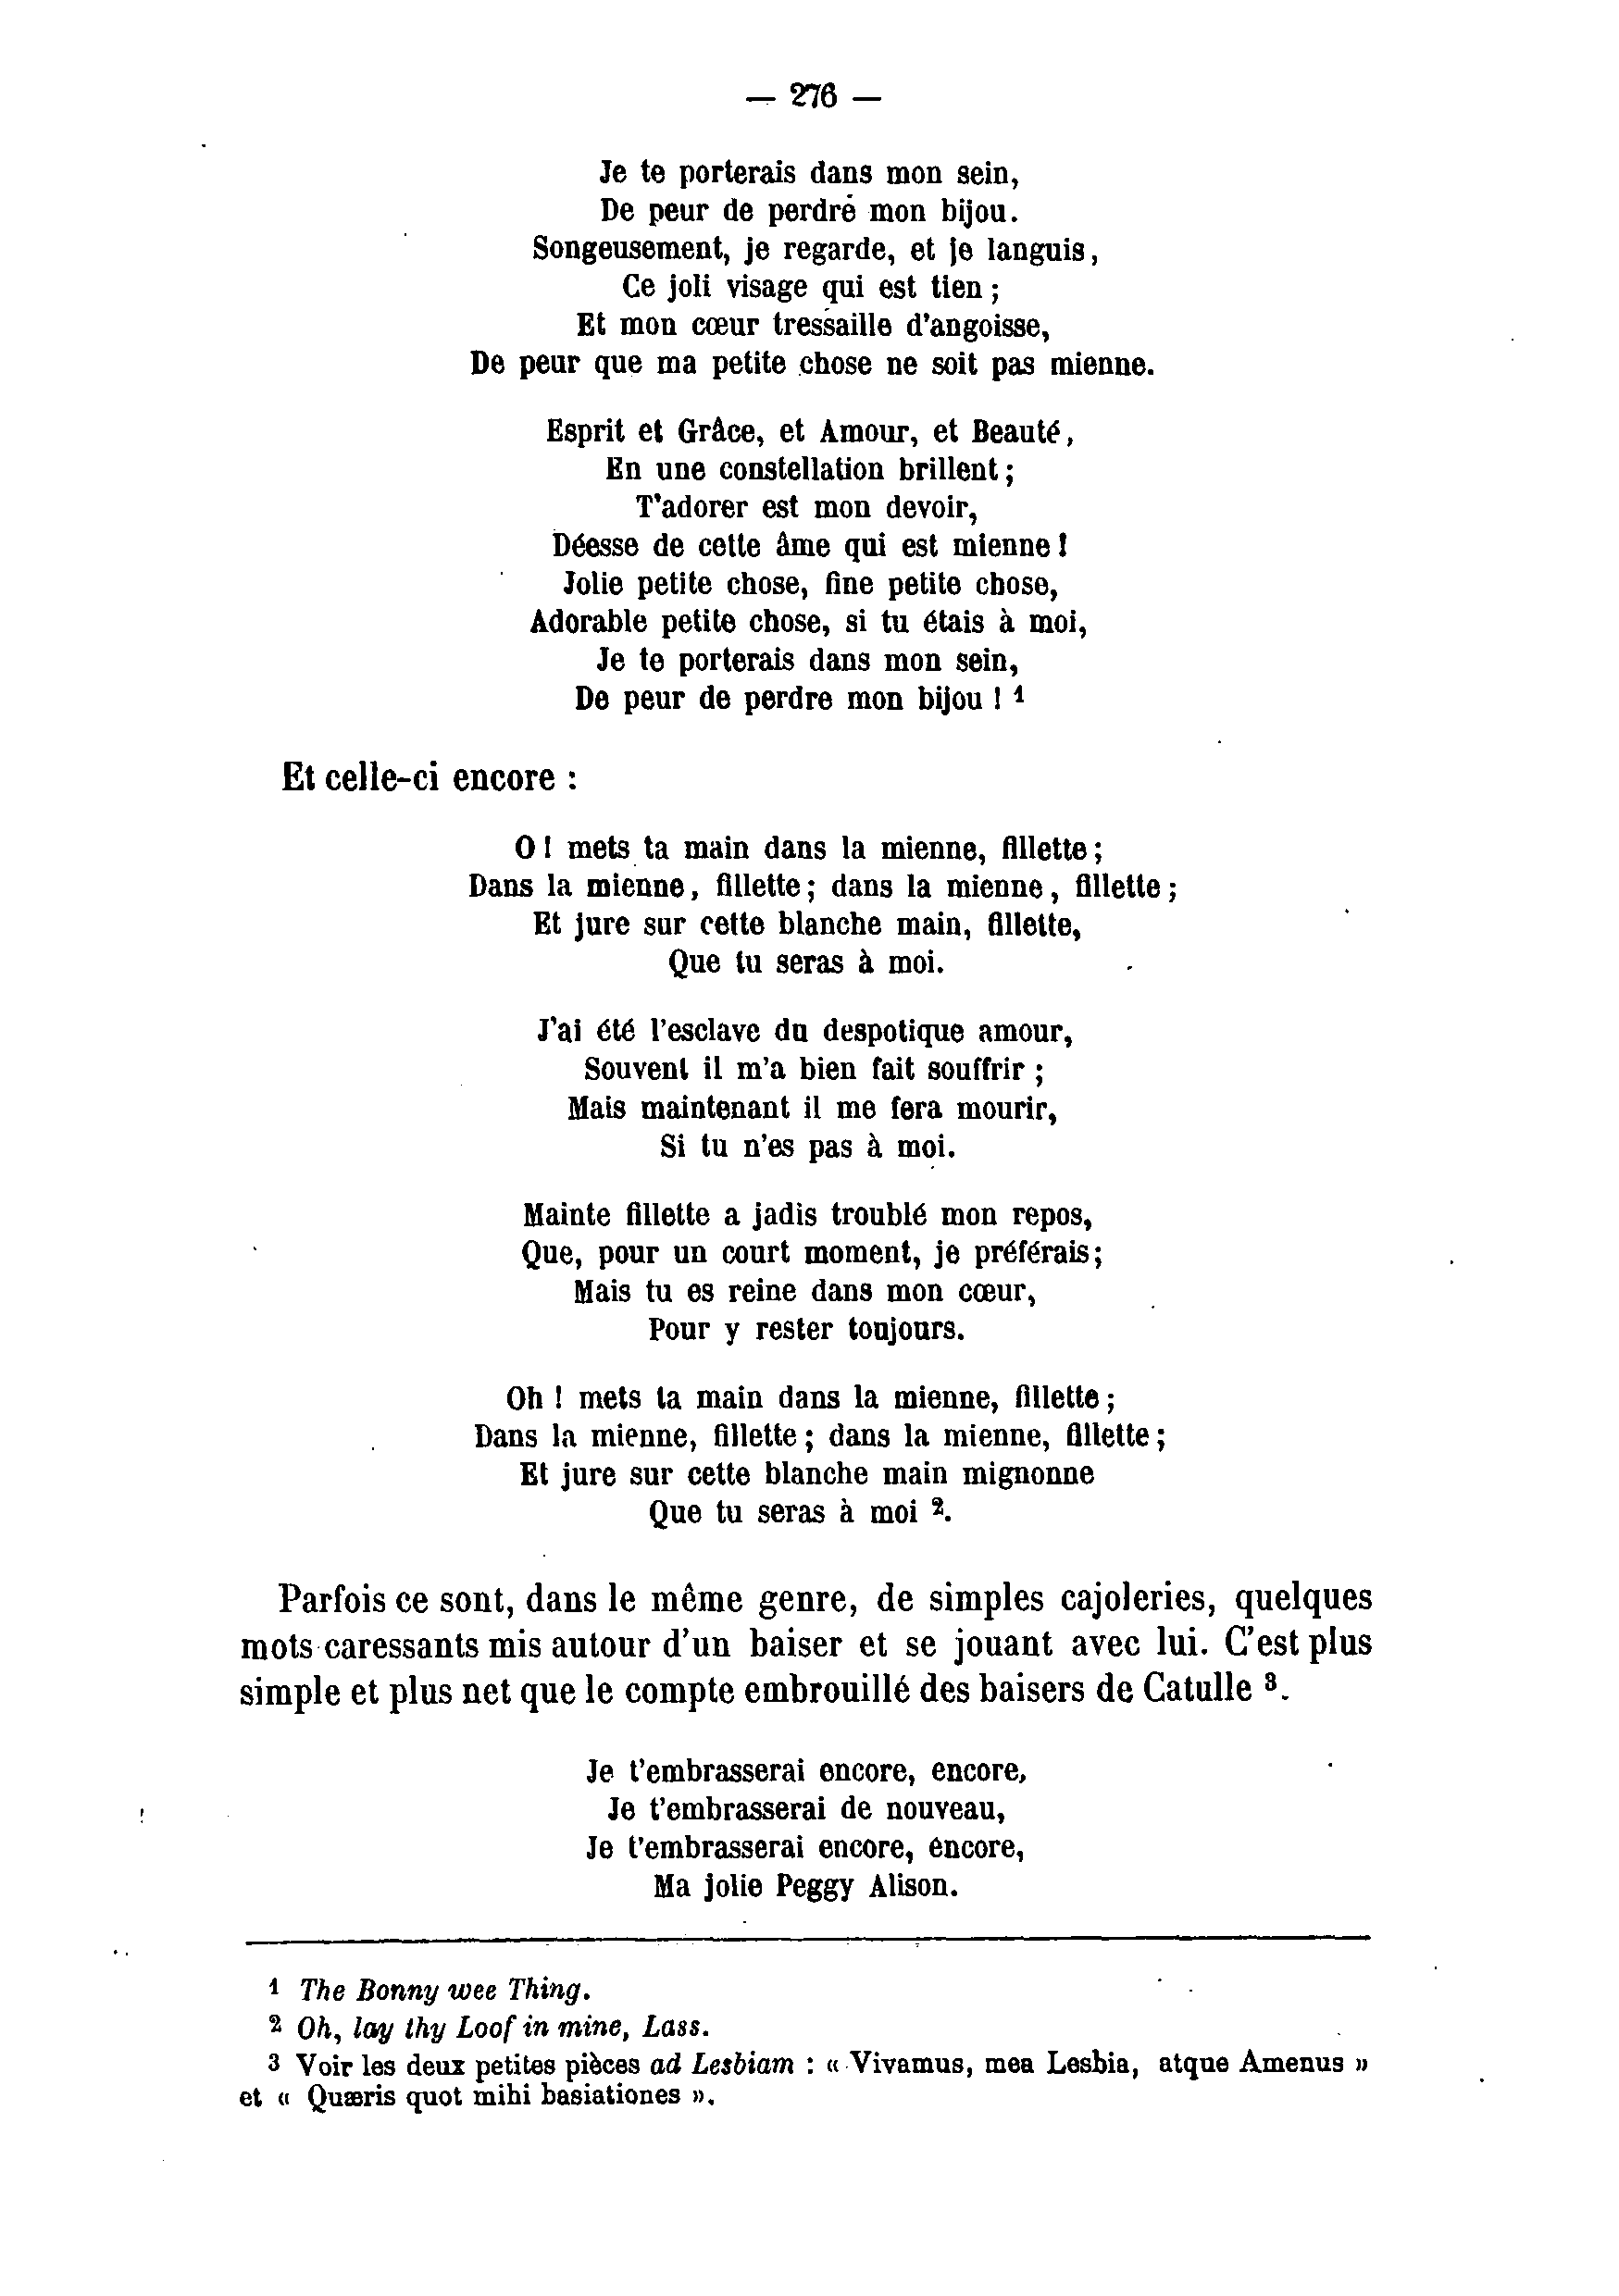 — 276 —
Je te porterais dans mon sein,
De peur de perdre mon bijou.
Songeusement, je regarde, et je languis,
Ce joli visage qui est tien ;
Et mon cœur tressaille d'angoisse,
De peur que ma petite chose ne soit pas mienne.
Esprit et Grâce, et Amour, et Beauté,
En une constellation brillent ;
T'adorer est mon devoir,
Déesse de cette âme qui est mienne !
Jolie petite chose, fine petite chose,
Adorable petite chose, si tu étais à moi,
Je te porterais dans mon sein,
De peur de perdre mon bijou ! 1
Et celle-ci encore :
O ! mets ta main dans la mienne, fillette ;
Dans la mienne, fillette ; dans la mienne, fillette ;
Et jure sur cette blanche main, fillette,
Que tu seras à moi.
J'ai été l'esclave du despotique amour,
Souvent il m'a bien fait souffrir ;
Mais maintenant il me fera mourir,
Si tu n'es pas à moi.
Mainte fillette a jadis troublé mon repos,
Que, pour un court moment, je préférais ;
Mais tu es reine dans mon cœur,
Pour y rester toujours.
Oh ! mets ta main dans la mienne, fillette ;
Dans la mienne, fillette ; dans la mienne, fillette ;
Et jure sur cette blanche main mignonne
Que tu seras à moi 2.
Parfois ce sont, dans le même genre, de simples cajoleries, quelques
mots caressants mis autour d'un baiser et se jouant avec lui. C'est plus
simple et plus net que le compte embrouillé des baisers de Catulle 3.
Je t'embrasserai encore, encore,
Je t'embrasserai de nouveau,
Je t'embrasserai encore, encore,
Ma jolie Peggy Alison.
1 The Bonny wee Thing.
2 Oh, lay thy Loof in mine, Lass.
3 Voir les deux petites pièces ad Lesbiam : « Vivamus, mea Lesbia, atque Amenus »
et « Quæris quot mihi basiationes ».